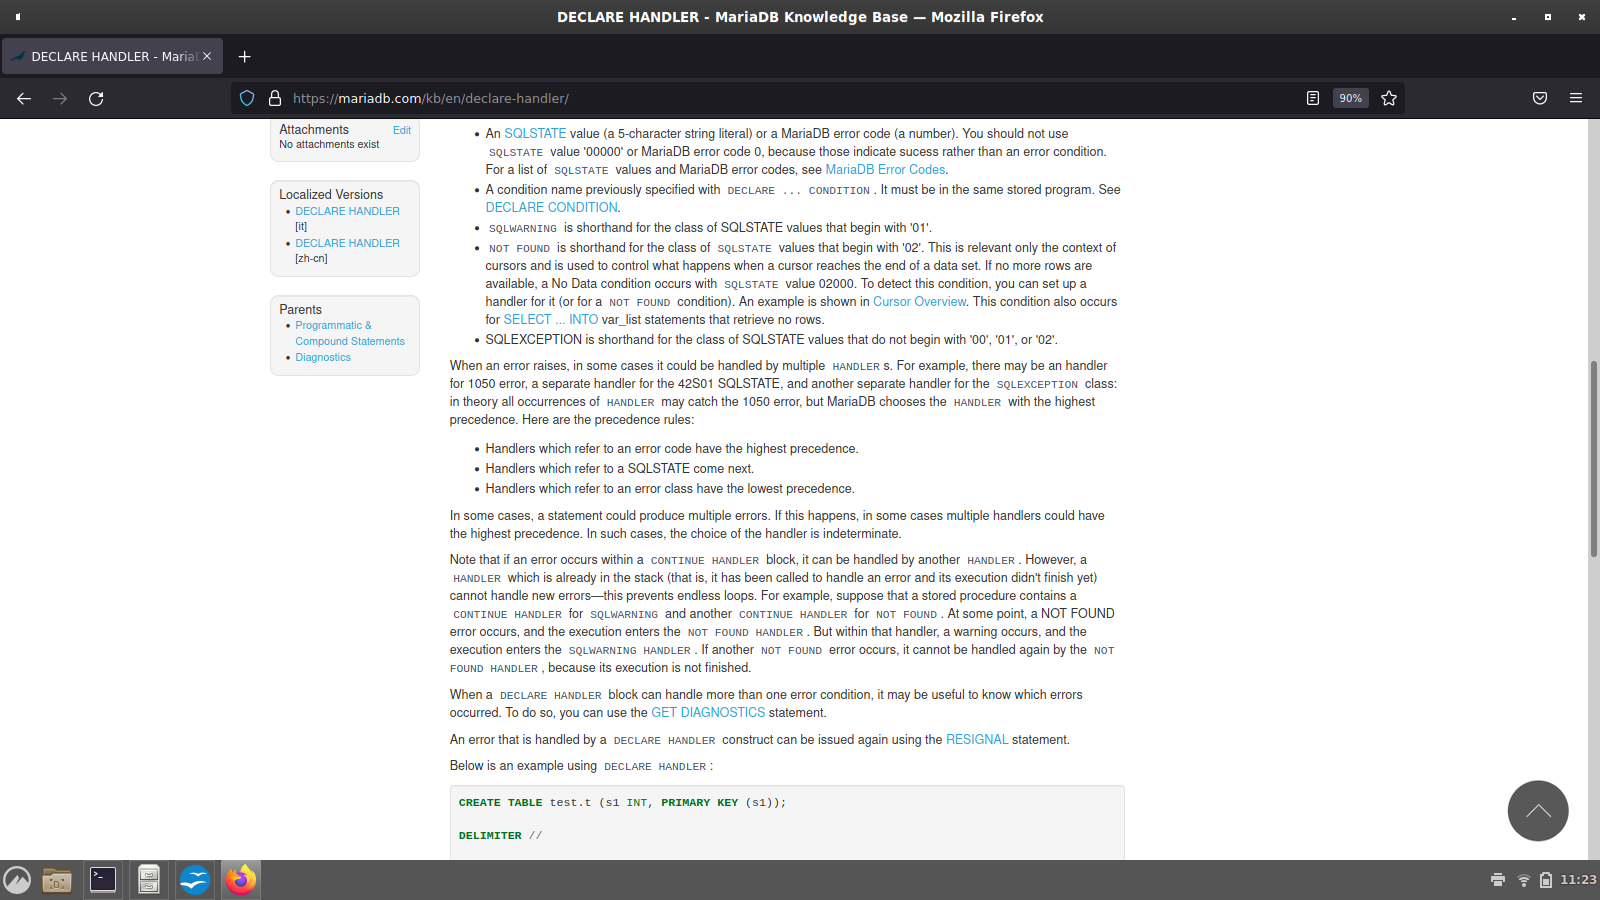 DECLARE HANDLER - MariaDB Knowledge Base — Mozilla Firefox
DECLARE HANDLER - Maria
https://mariadb.com/kb/en/declare-handler/
90%
Attachments
Edit
No attachments exist
Localized Versions
DECLARE HANDLER
[it]
DECLARE HANDLER
[zh-cn]
Parents
Programmatic &
Compound Statements
Diagnostics
An SQLSTATE value (a 5-character string literal) or a MariaDB error code (a number). You should not use
SQLSTATE value '00000' or MariaDB error code 0, because those indicate sucess rather than an error condition.
For a list of SQLSTATE values and MariaDB error codes, see MariaDB Error Codes.
A condition name previously specified with DECLARE ... CONDITION. It must be in the same stored program. See
DECLARE CONDITION.
SQLWARNING is shorthand for the class of SQLSTATE values that begin with '01'.
NOT FOUND is shorthand for the class of SQLSTATE values that begin with '02'. This is relevant only the context of
cursors and is used to control what happens when a cursor reaches the end of a data set. If no more rows are
available, a No Data condition occurs with SQLSTATE value 02000. To detect this condition, you can set up a
handler for it (or for a NOT FOUND condition). An example is shown in Cursor Overview. This condition also occurs
for SELECT ... INTO var_list statements that retrieve no rows.
SQLEXCEPTION is shorthand for the class of SQLSTATE values that do not begin with '00', '01', or '02'.
When an error raises, in some cases it could be handled by multiple HANDLER s. For example, there may be an handler
for 1050 error, a separate handler for the 42S01 SQLSTATE, and another separate handler for the SQLEXCEPTION class:
in theory all occurrences of HANDLER may catch the 1050 error, but MariaDB chooses the HANDLER with the highest
precedence. Here are the precedence rules:
Handlers which refer to an error code have the highest precedence.
Handlers which refer to a SQLSTATE come next.
Handlers which refer to an error class have the lowest precedence.
In some cases, a statement could produce multiple errors. If this happens, in some cases multiple handlers could have
the highest precedence. In such cases, the choice of the handler is indeterminate.
Note that if an error occurs within a CONTINUE HANDLER block, it can be handled by another HANDLER. However, a
HANDLER which is already in the stack (that is, it has been called to handle an error and its execution didn't finish yet)
cannot handle new errors—this prevents endless loops. For example, suppose that a stored procedure contains a
CONTINUE HANDLER for SQLWARNING and another CONTINUE HANDLER for NOT FOUND. At some point, a NOT FOUND
error occurs, and the execution enters the NOT FOUND HANDLER. But within that handler, a warning occurs, and the
execution enters the SQLWARNING HANDLER. If another NOT FOUND error occurs, it cannot be handled again by the NOT
FOUND HANDLER, because its execution is not finished.
When a DECLARE HANDLER block can handle more than one error condition, it may be useful to know which errors
occurred. To do so, you can use the GET DIAGNOSTICS statement.
An error that is handled by a DECLARE HANDLER construct can be issued again using the RESIGNAL statement.
Below is an example using DECLARE HANDLER:
CREATE TABLE test.t (s1 INT, PRIMARY KEY (s1));
DELIMITER //
11:23